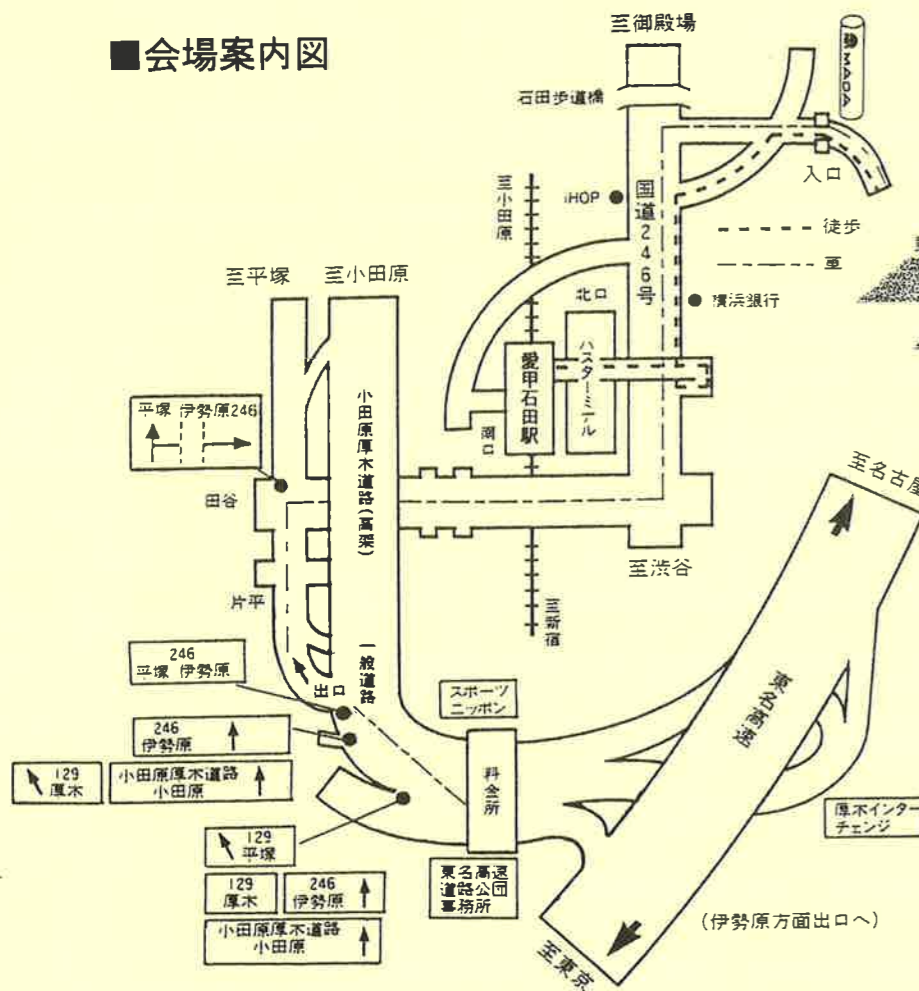 ■会場案内図
至御殿場
石田歩道橋
MADA
入口
徒歩
車
至小田原
iHOP
国道246号
横浜銀行
北口
バスターミナル
愛甲石田駅
南口
至平塚
至小田原
小田原厚木道路(高架)
平塚 伊勢原246
田谷
片平
至渋谷
至新宿
至名古屋
東名高速
一般道路
出口
246
平塚 伊勢原
246
伊勢原
129
厚木
小田原厚木道路
小田原
スポーツ
ニッポン
料金所
厚木インター
チェンジ
129
平塚
129
厚木
246
伊勢原
小田原厚木道路
小田原
東名高速
道路公団
事務所
(伊勢原方面出口へ)
至東京